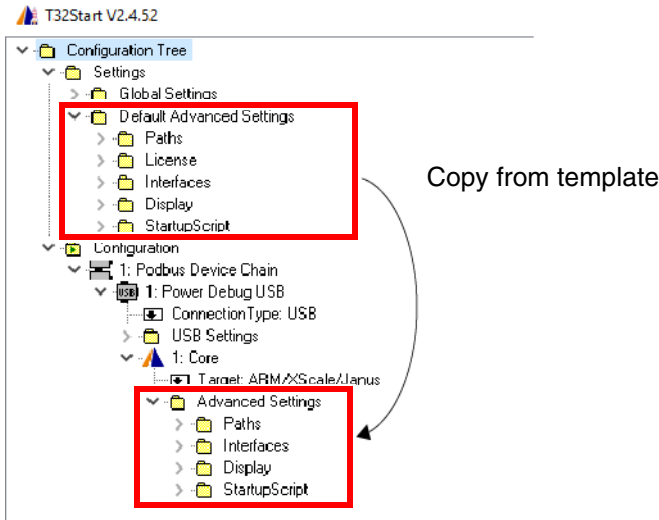 T32Start V2.4.52
Configuration Tree
Settings
Global Settings
Default Advanced Settings
Paths
License
Interfaces
Display
StartupScript
Copy from template
Configuration
1: Podbus Device Chain
USB 1: Power Debug USB
ConnectionType: USB
USB Settings
1: Core
Target: ARM/XScale/Janus
Advanced Settings
Paths
Interfaces
Display
StartupScript